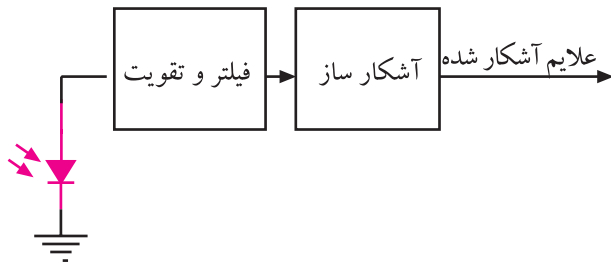 علایم آشکار شده
آشکار ساز
فیلتر و تقویت